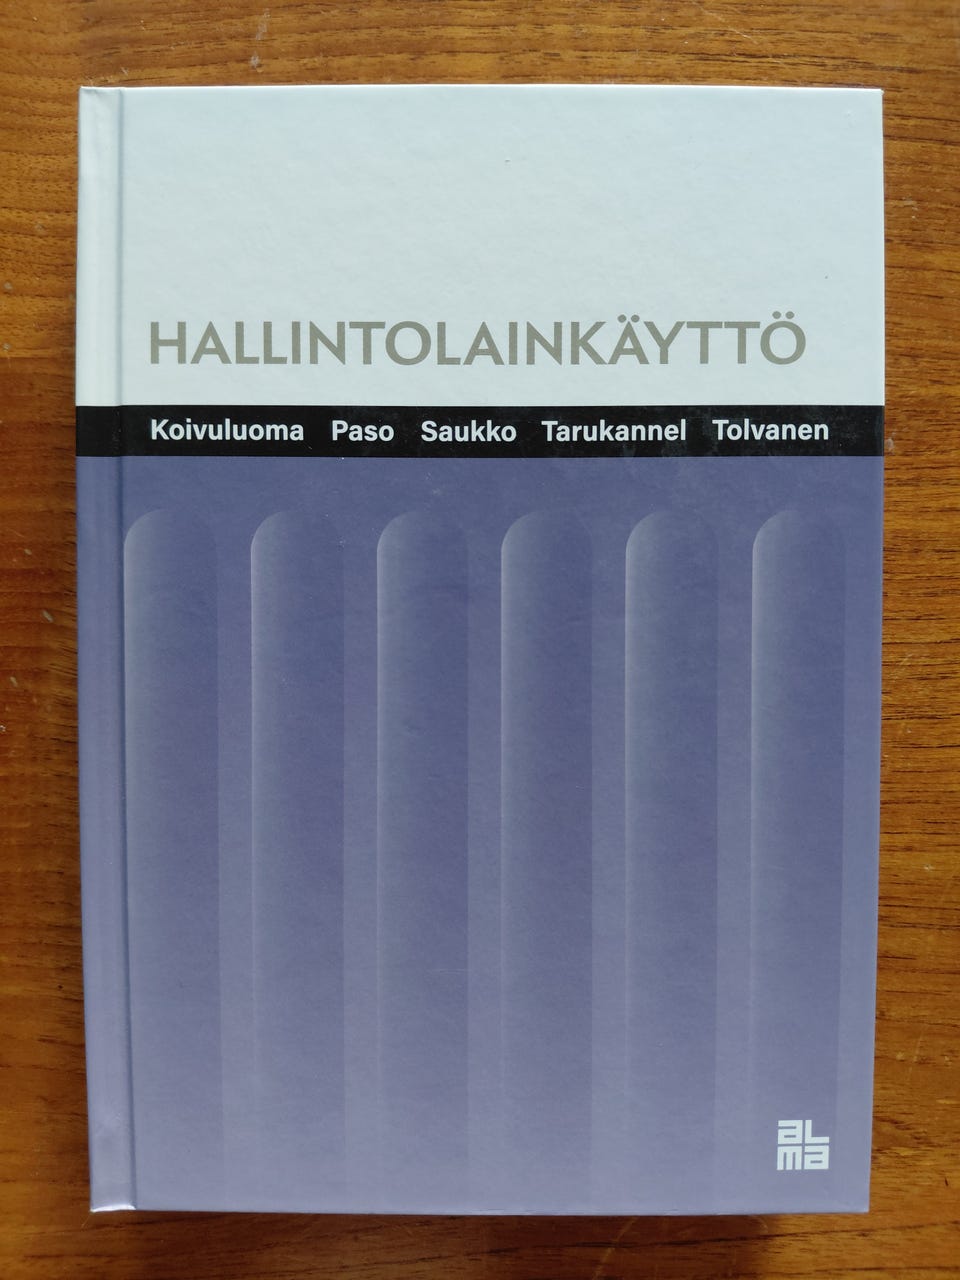 HALLINTOLAINKÄYTTÖ
Koivuluoma Paso Saukko Tarukannel Tolvanen
aL
ma